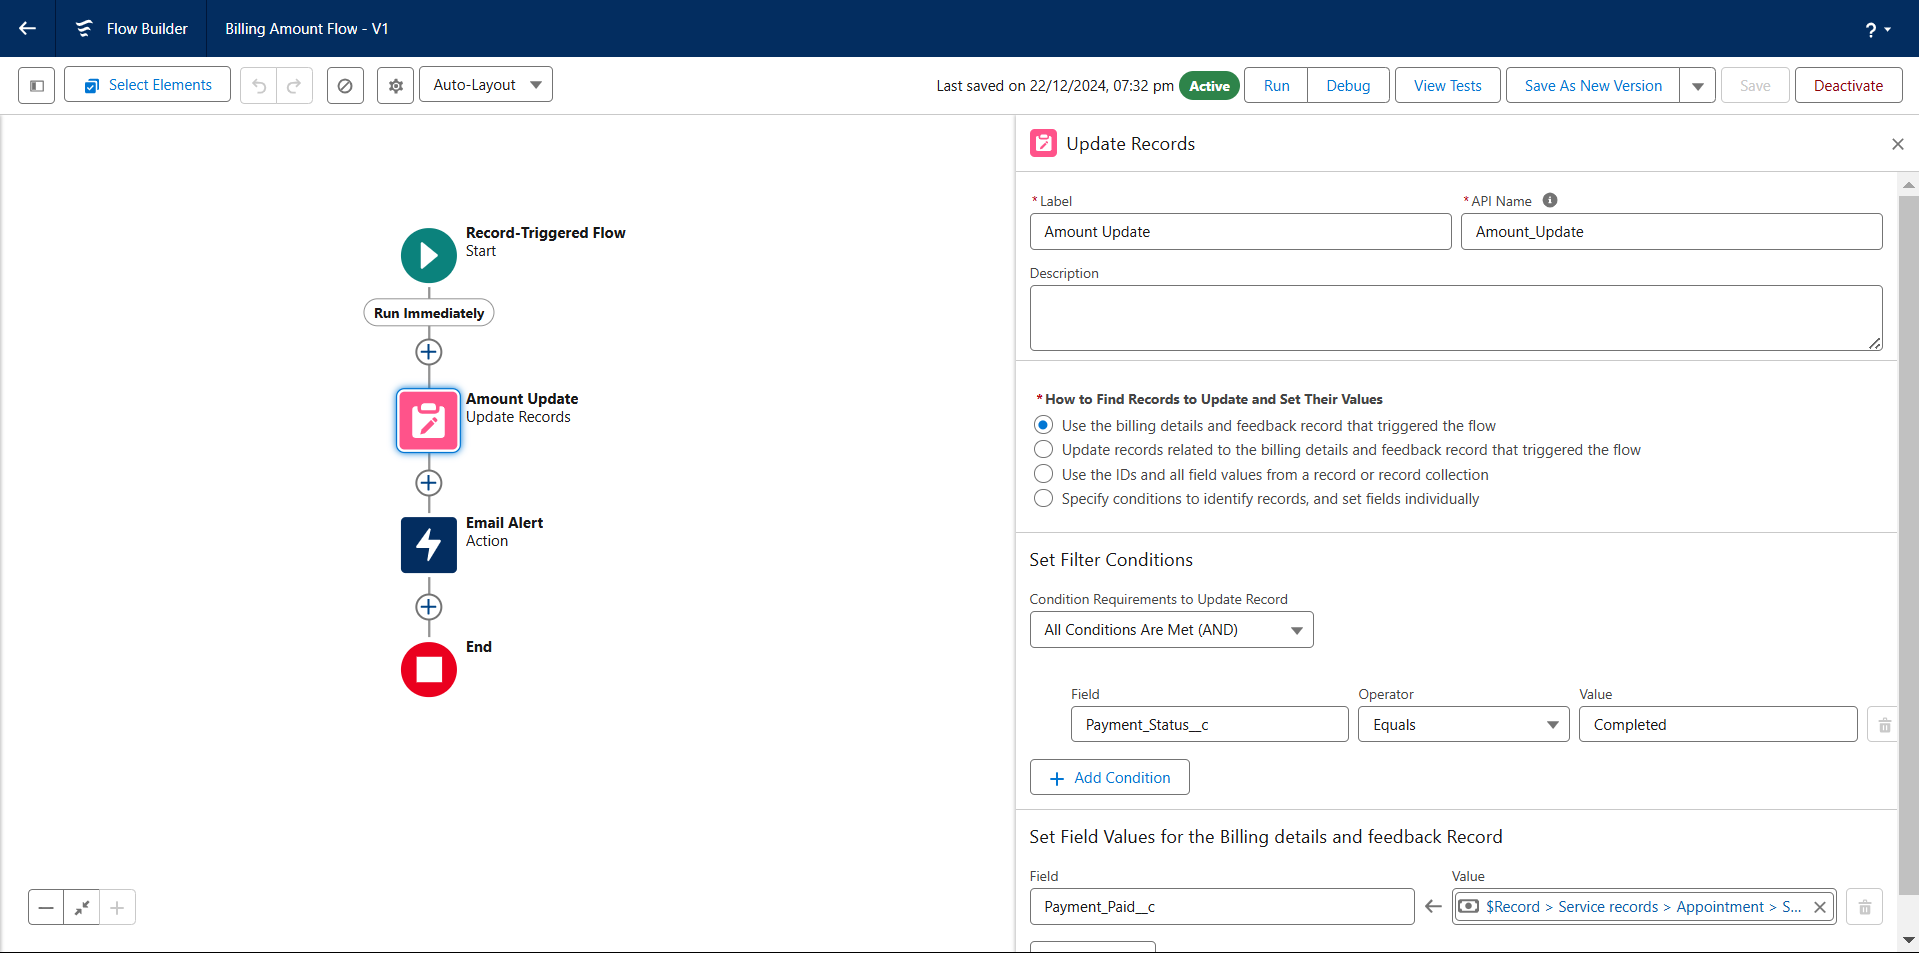 Flow Builder
Billing Amount Flow - V1
?
Select Elements
Auto-Layout
Last saved on 22/12/2024, 07:32 pm
Active
Run
Debug
View Tests
Save As New Version
Save
Deactivate
Record-Triggered Flow
Start
Run Immediately
Amount Update
Update Records
Email Alert
Action
End
Update Records
*Label
*API Name
Amount Update
Amount_Update
Description
*How to Find Records to Update and Set Their Values
Use the billing details and feedback record that triggered the flow
Update records related to the billing details and feedback record that triggered the flow
Use the IDs and all field values from a record or record collection
Specify conditions to identify records, and set fields individually
Set Filter Conditions
Condition Requirements to Update Record
All Conditions Are Met (AND)
Field
Operator
Value
Payment_Status__c
Equals
Completed
+ Add Condition
Set Field Values for the Billing details and feedback Record
Field
Value
Payment_Paid__c
$Record > Service records > Appointment > S...